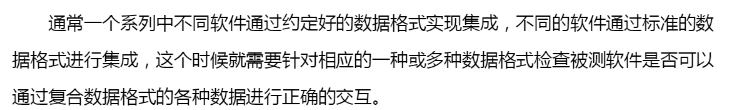 通常一个系列中不同软件通过约定好的数据格式实现集成，不同的软件通过标准的数
据格式进行集成，这个时候就需要针对相应的一种或多种数据格式检查被测软件是否可以
通过复合数据格式的各种数据进行正确的交互。